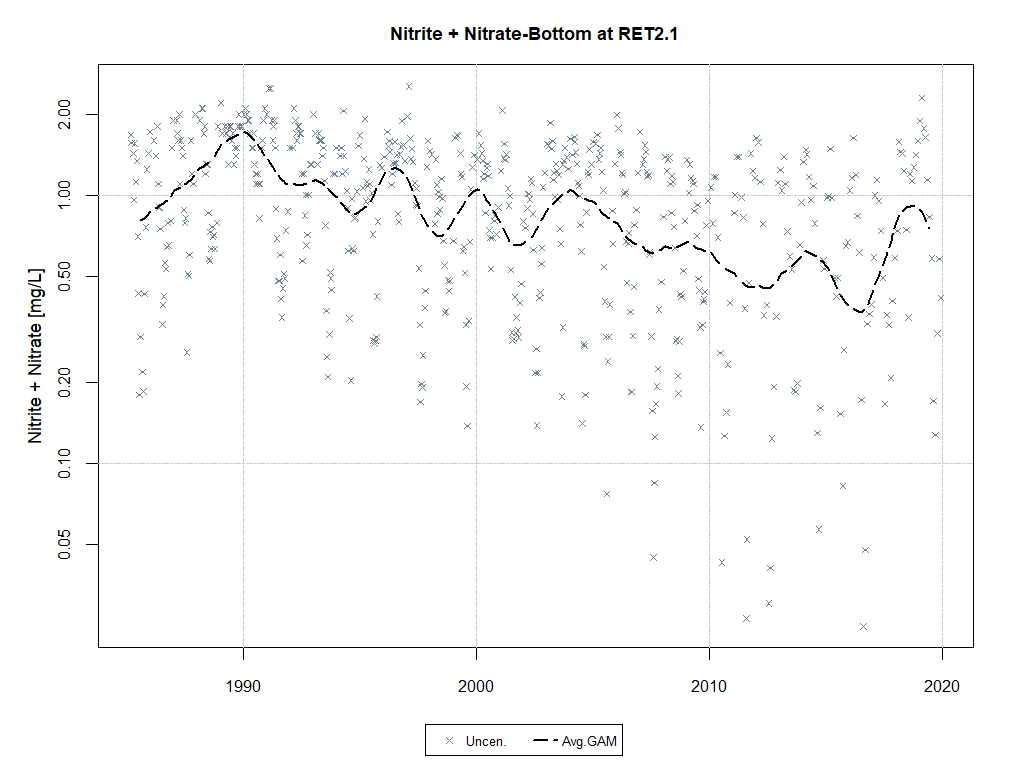 Nitrite + Nitrate-Bottom at RET2.1
Nitrite + Nitrate [mg/L]
2.00
1.00
0.50
0.20
0.10
0.05
1990 2000 2010 2020
Uncen. Avg.GAM